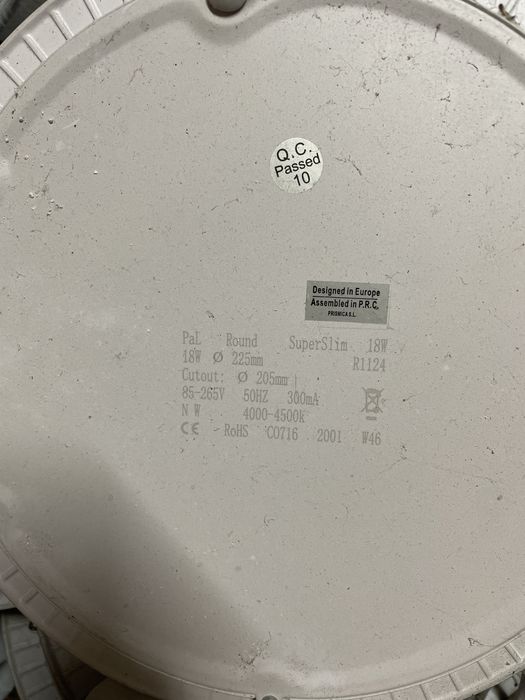 Q.C.
Passed
10
Designed in Europe
Assembled in P.R.C.
PRISMICA S.L.
PaL Round SuperSlim 18W
18W Ø 225mm R1124
Cutout: Ø 205mm
85-265V 50HZ 300mA
N W 4000-4500k
CE RoHS C0716 2001 W46